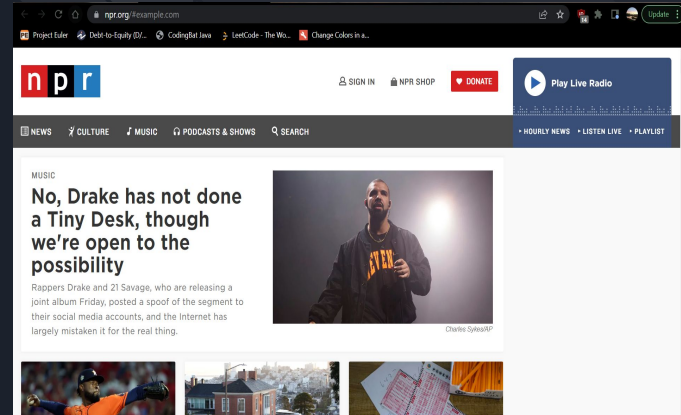 npr.org/#example.com
Update
14
PE Project Euler
Debt-to-Equity (D/...
CodingBat Java
LeetCode - The Wo...
Change Colors in a...
npr
SIGN IN
NPR SHOP
DONATE
Play Live Radio
NEWS
CULTURE
MUSIC
PODCASTS & SHOWS
SEARCH
HOURLY NEWS
LISTEN LIVE
PLAYLIST
MUSIC
No, Drake has not done
a Tiny Desk, though
we're open to the
possibility
Rappers Drake and 21 Savage, who are releasing a
joint album Friday, posted a spoof of the segment to
their social media accounts, and the Internet has
largely mistaken it for the real thing.
Charles Sykes/AP